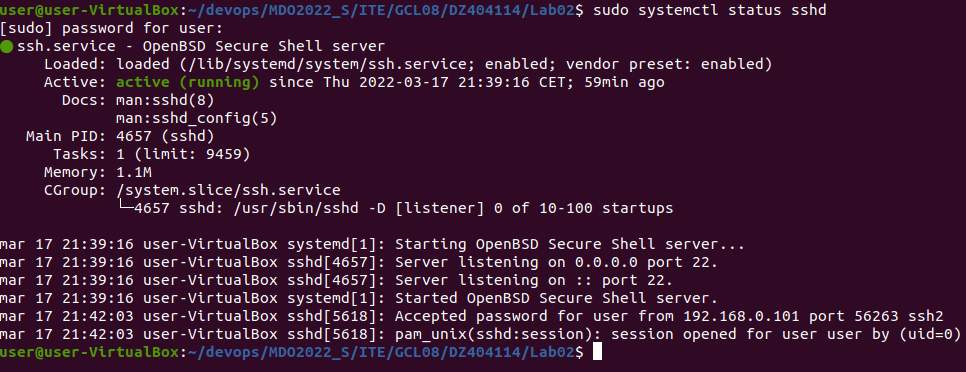 user@user-VirtualBox:~/devops/MDO2022_S/ITE/GCL08/DZ404114/Lab02$ sudo systemctl status sshd
[sudo] password for user:
● ssh.service - OpenBSD Secure Shell server
     Loaded: loaded (/lib/systemd/system/ssh.service; enabled; vendor preset: enabled)
     Active: active (running) since Thu 2022-03-17 21:39:16 CET; 59min ago
       Docs: man:sshd(8)
             man:sshd_config(5)
   Main PID: 4657 (sshd)
      Tasks: 1 (limit: 9459)
     Memory: 1.1M
     CGroup: /system.slice/ssh.service
             └─4657 sshd: /usr/sbin/sshd -D [listener] 0 of 10-100 startups

mar 17 21:39:16 user-VirtualBox systemd[1]: Starting OpenBSD Secure Shell server...
mar 17 21:39:16 user-VirtualBox sshd[4657]: Server listening on 0.0.0.0 port 22.
mar 17 21:39:16 user-VirtualBox sshd[4657]: Server listening on :: port 22.
mar 17 21:39:16 user-VirtualBox systemd[1]: Started OpenBSD Secure Shell server.
mar 17 21:42:03 user-VirtualBox sshd[5618]: Accepted password for user from 192.168.0.101 port 56263 ssh2
mar 17 21:42:03 user-VirtualBox sshd[5618]: pam_unix(sshd:session): session opened for user user by (uid=0)
user@user-VirtualBox:~/devops/MDO2022_S/ITE/GCL08/DZ404114/Lab02$